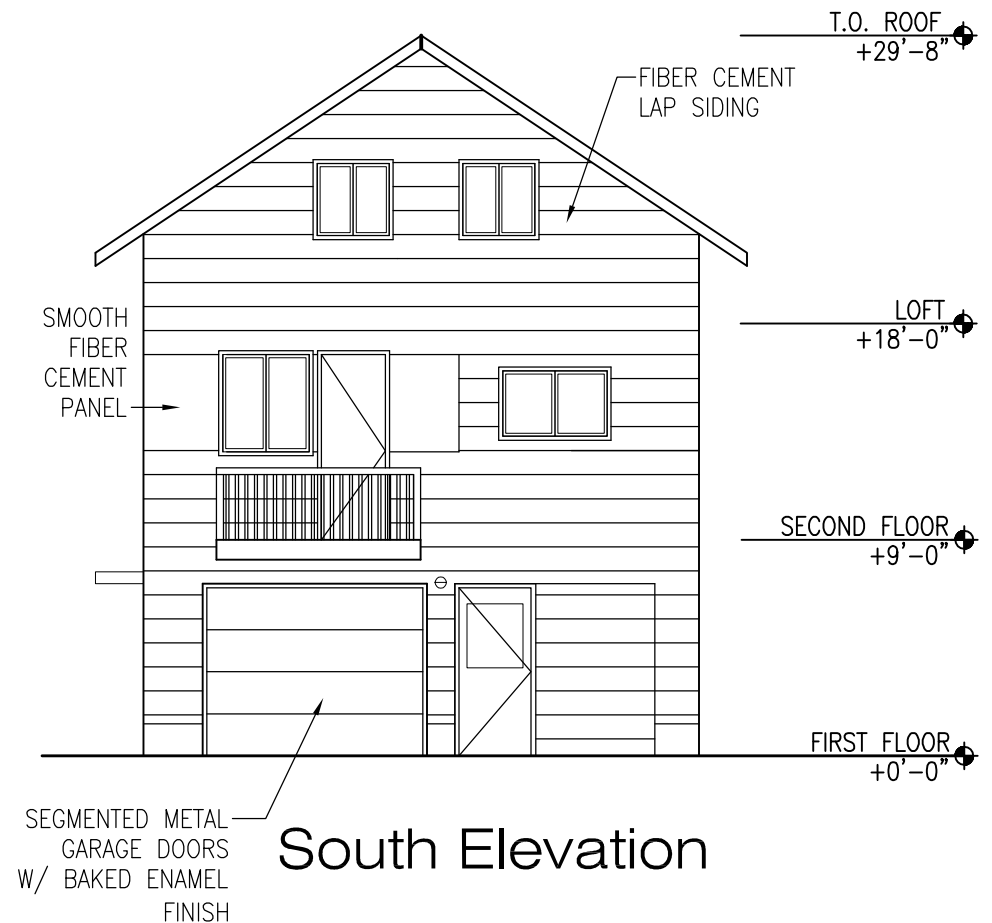 T.O. ROOF
+29'-8"
FIBER CEMENT
LAP SIDING
SMOOTH
FIBER
CEMENT
PANEL
LOFT
+18'-0"
SECOND FLOOR
+9'-0"
FIRST FLOOR
+0'-0"
SEGMENTED METAL
GARAGE DOORS
W/ BAKED ENAMEL
FINISH
South Elevation